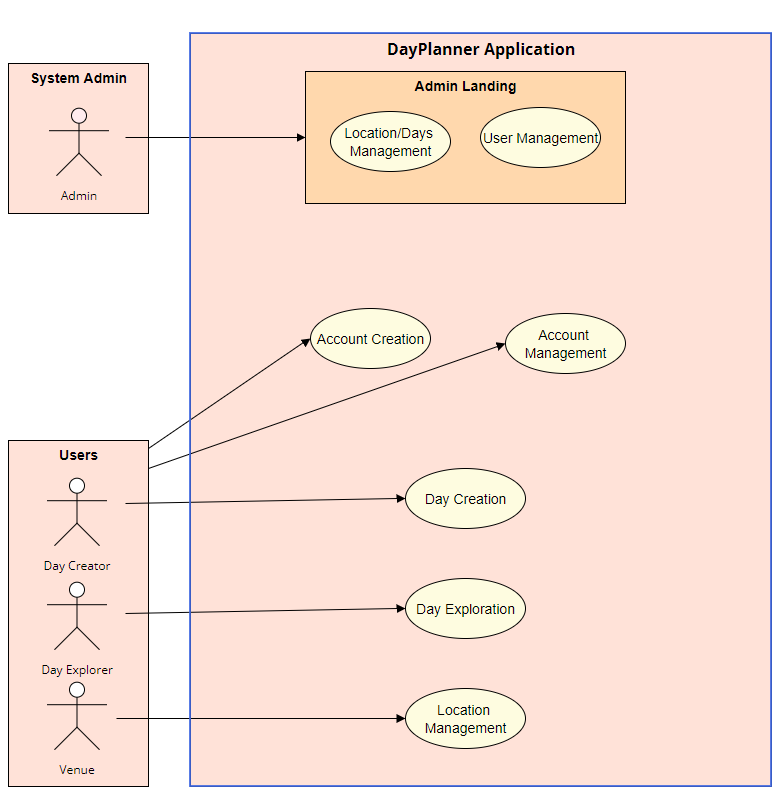 DayPlanner Application
System Admin
Admin
Admin Landing
Location/Days
Management
User Management
Account Creation
Account
Management
Users
Day Creator
Day Explorer
Venue
Day Creation
Day Exploration
Location
Management